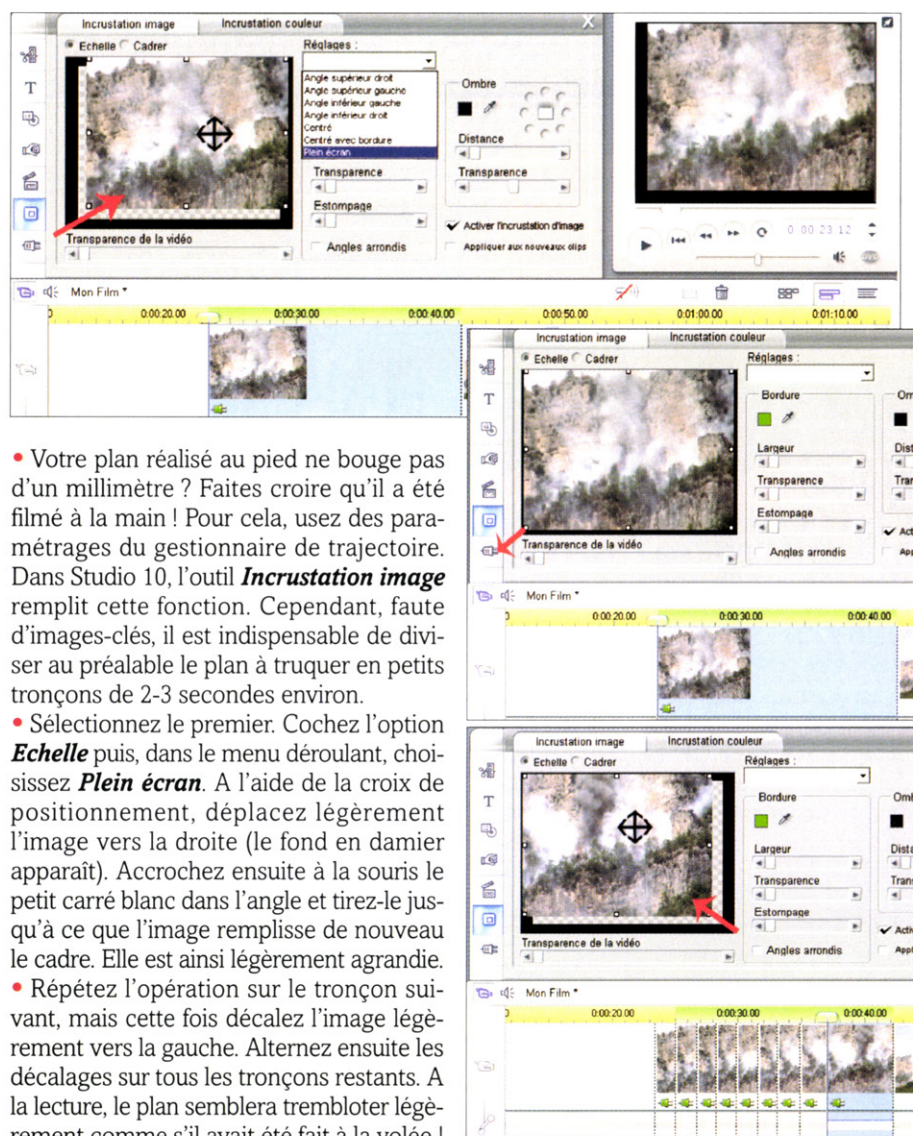 Incrustation image Incrustation couleur
Echelle Cadrer Réglages :
Angle supérieur droit
Angle supérieur gauche
Angle inférieur gauche
Angle inférieur droit
Centré
Centré avec bordure
Plein écran
Transparence
Estompage
Angles arrondis
Ombre
Distance
Transparence
Activer l'incrustation d'image
Appliquer aux nouveaux clips
Transparence de la vidéo
0:00:23.12
Mon Film *
0:00:20.00 0:00:30.00 0:00:40.00 0:00:50.00 0:01:00.00 0:01:10.00
Incrustation image Incrustation couleur
Echelle Cadrer Réglages :
Bordure
Largeur
Transparence
Estompage
Angles arrondis
Transparence de la vidéo
Mon Film *
0:00:20.00 0:00:30.00 0:00:40.00
Incrustation image Incrustation couleur
Echelle Cadrer Réglages :
Bordure
Largeur
Transparence
Estompage
Angles arrondis
Transparence de la vidéo
Mon Film *
0:00:20.00 0:00:30.00 0:00:40.00
• Votre plan réalisé au pied ne bouge pas
d'un millimètre ? Faites croire qu'il a été
filmé à la main ! Pour cela, usez des para-
métrages du gestionnaire de trajectoire.
Dans Studio 10, l'outil Incrustation image
remplit cette fonction. Cependant, faute
d'images-clés, il est indispensable de divi-
ser au préalable le plan à truquer en petits
tronçons de 2-3 secondes environ.
• Sélectionnez le premier. Cochez l'option
Echelle puis, dans le menu déroulant, choi-
sissez Plein écran. A l'aide de la croix de
positionnement, déplacez légèrement
l'image vers la droite (le fond en damier
apparaît). Accrochez ensuite à la souris le
petit carré blanc dans l'angle et tirez-le jus-
qu'à ce que l'image remplisse de nouveau
le cadre. Elle est ainsi légèrement agrandie.
• Répétez l'opération sur le tronçon sui-
vant, mais cette fois décalez l'image légè-
rement vers la gauche. Alternez ensuite les
décalages sur tous les tronçons restants. A
la lecture, le plan semblera trembloter légè-
rement comme s'il avait été fait à la volée !